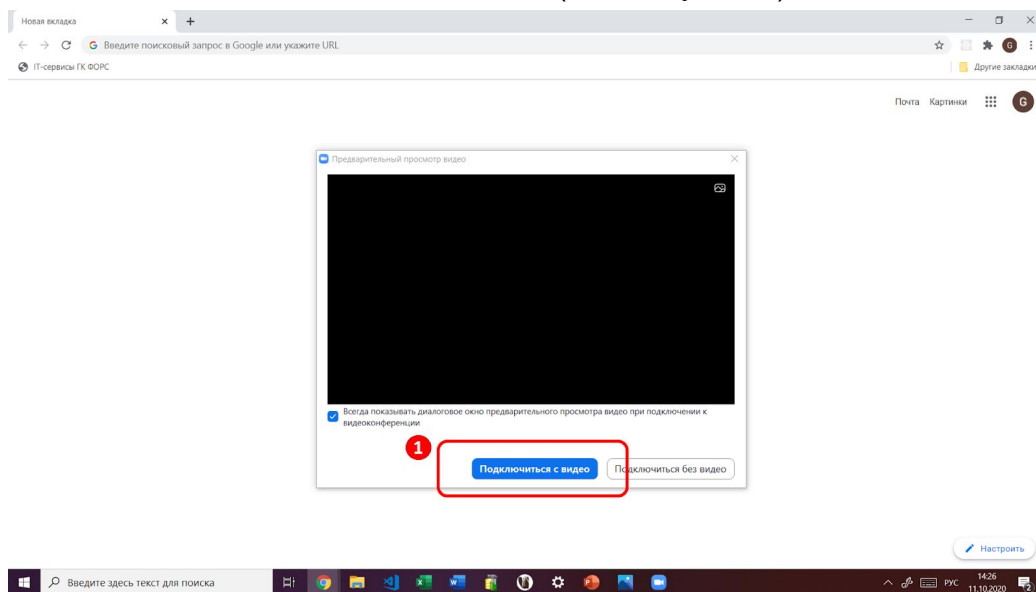 Новая вкладка
Введите поисковый запрос в Google или укажите URL
IT-сервисы ГК ФОРС
Другие закладки
Почта Картинки
G
Предварительный просмотр видео
Всегда показывать диалоговое окно предварительного просмотра видео при подключении к
видеоконференции
1
Подключиться с видео
Подключиться без видео
Настроить
Введите здесь текст для поиска
РУС
14:26
11.10.2020
2